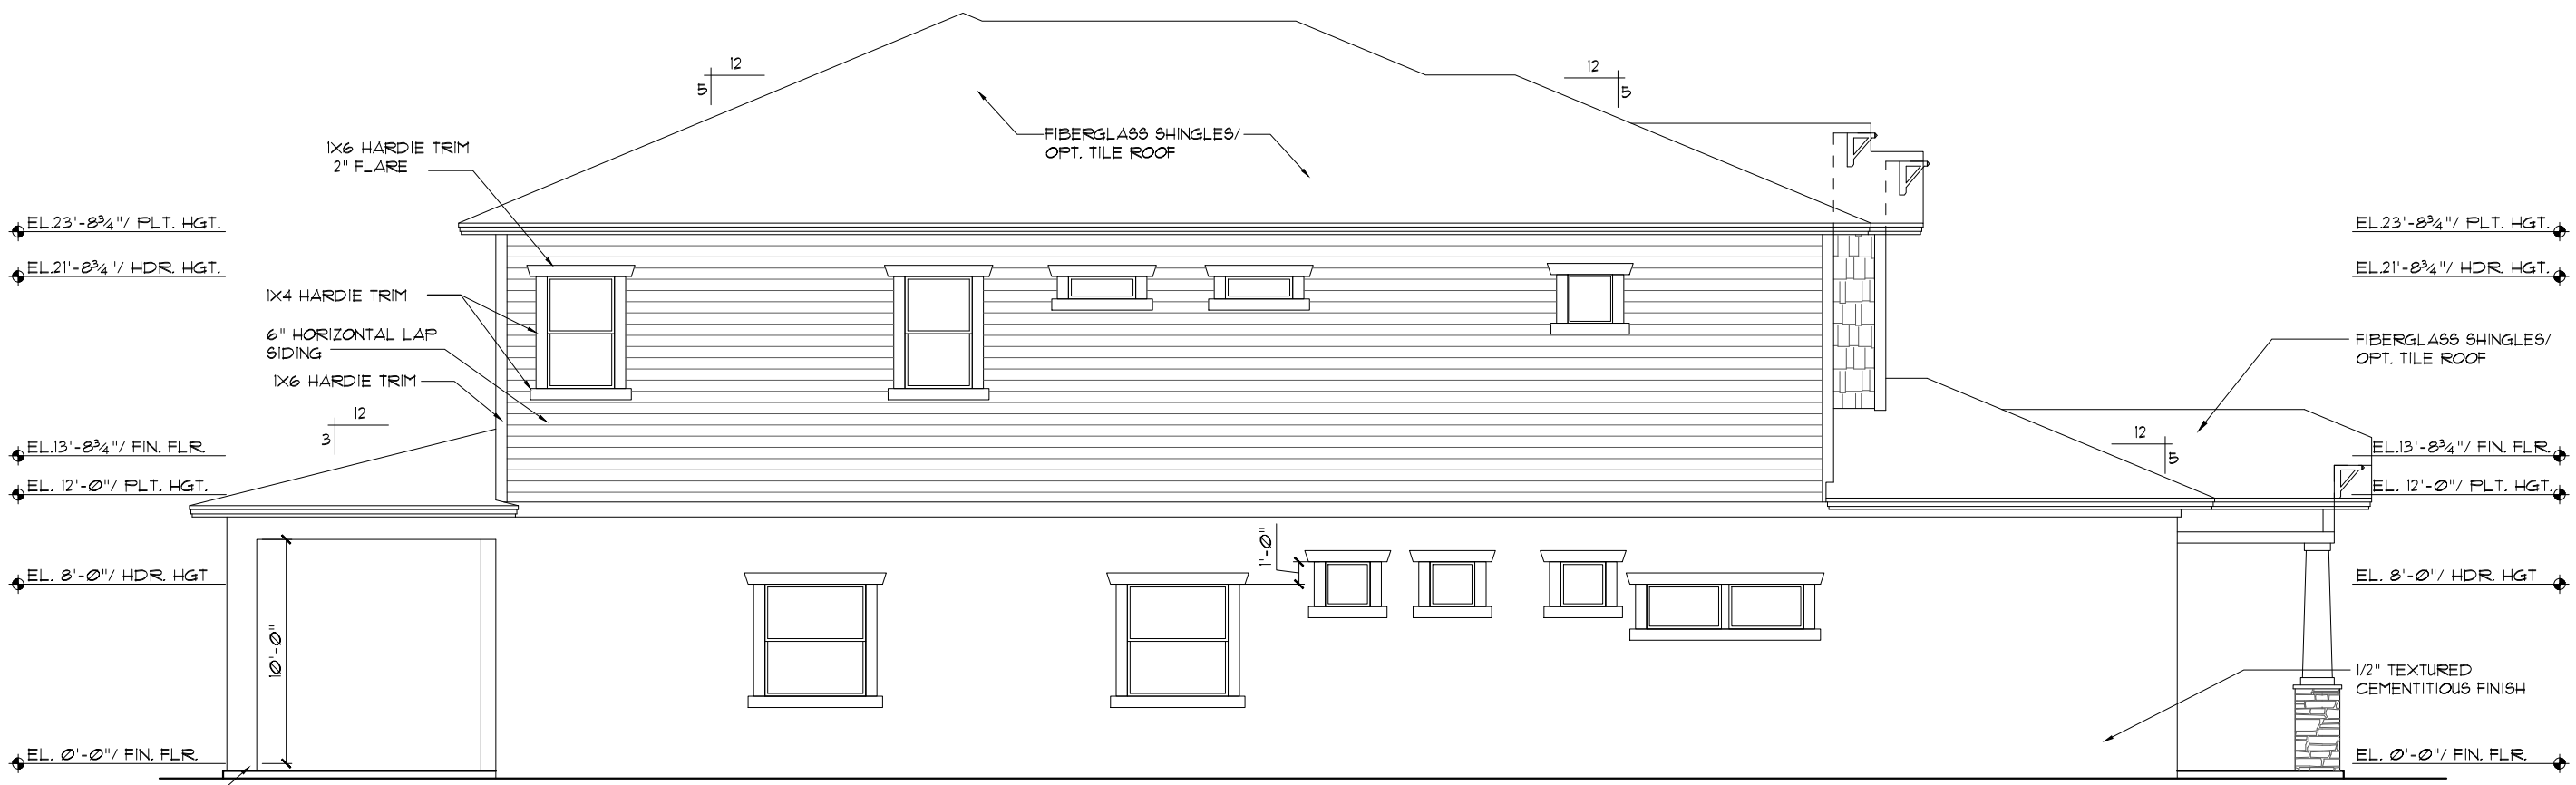 12
5
12
5
FIBERGLASS SHINGLES/
OPT. TILE ROOF
1X6 HARDIE TRIM
2" FLARE
EL.23'-8¾"/ PLT. HGT.
EL.23'-8¾"/ PLT. HGT.
EL.21'-8¾"/ HDR. HGT.
EL.21'-8¾"/ HDR. HGT.
1X4 HARDIE TRIM
6" HORIZONTAL LAP
SIDING
FIBERGLASS SHINGLES/
OPT. TILE ROOF
1X6 HARDIE TRIM
12
3
12
5
EL.13'-8¾"/ FIN. FLR.
EL.13'-8¾"/ FIN. FLR.
EL. 12'-0"/ PLT. HGT.
EL. 12'-0"/ PLT. HGT.
1'-0"
EL. 8'-0"/ HDR. HGT
EL. 8'-0"/ HDR. HGT
10'-0"
1/2" TEXTURED
CEMENTITIOUS FINISH
EL. 0'-0"/ FIN. FLR.
EL. 0'-0"/ FIN. FLR.